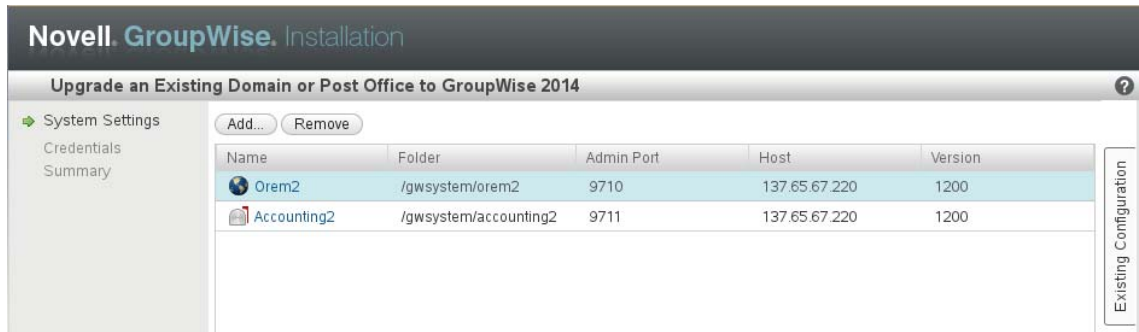 Novell. GroupWise. Installation
Upgrade an Existing Domain or Post Office to GroupWise 2014 ?
System Settings
Credentials
Summary
Add... Remove
Name Folder Admin Port Host Version
Orem2 /gwsystem/orem2 9710 137.65.67.220 1200
Accounting2 /gwsystem/accounting2 9711 137.65.67.220 1200
Existing Configuration